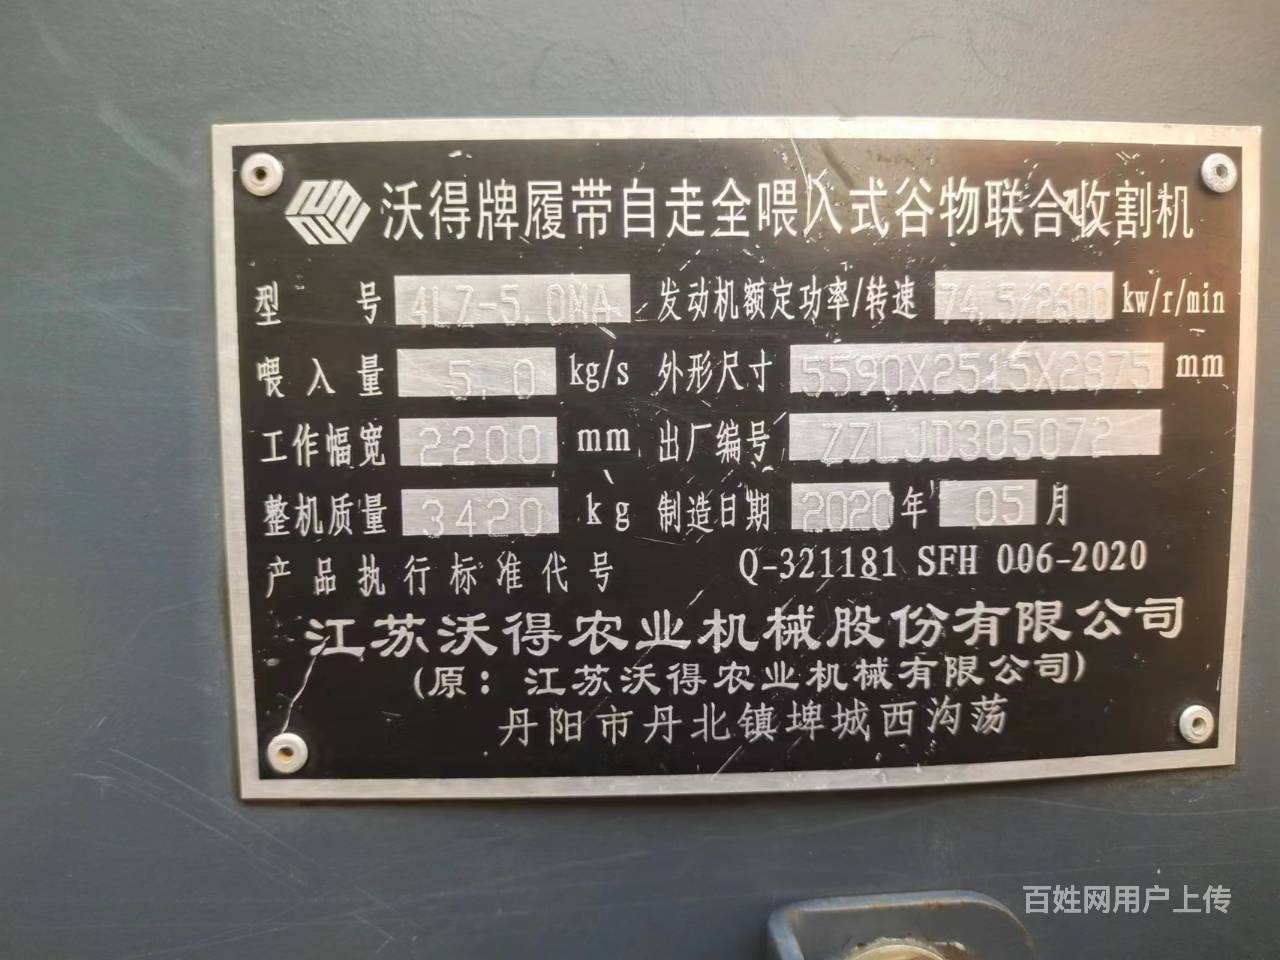 沃得牌履带自走全喂入式谷物联合收割机
型 号 4LZ-5.0MA 发动机额定功率/转速 74.5/2600 kw/r/min
喂入量 5.0 kg/s 外形尺寸 5590X2515X2875 mm
工作幅宽 2200 mm 出厂编号 ZZLJD305072
整机质量 3420 kg 制造日期 2020 年 05 月
产品执行标准代号 Q-321181 SFH 006-2020
江苏沃得农业机械股份有限公司
(原：江苏沃得农业机械有限公司)
丹阳市丹北镇埤城西沟荡
百姓网用户上传